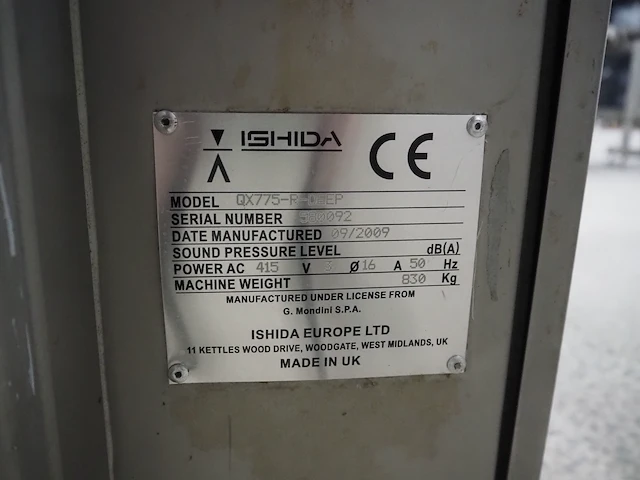 ISHIDA CE
MODEL
SERIAL NUMBER
DATE MANUFACTURED 09/2009
SOUND PRESSURE LEVEL dB(A)
POWER AC 415 V 3 Ø 16 A 50 Hz
MACHINE WEIGHT 830 Kg
MANUFACTURED UNDER LICENSE FROM
G. Mondini S.P.A.
ISHIDA EUROPE LTD
11 KETTLES WOOD DRIVE, WOODGATE, WEST MIDLANDS, UK
MADE IN UK